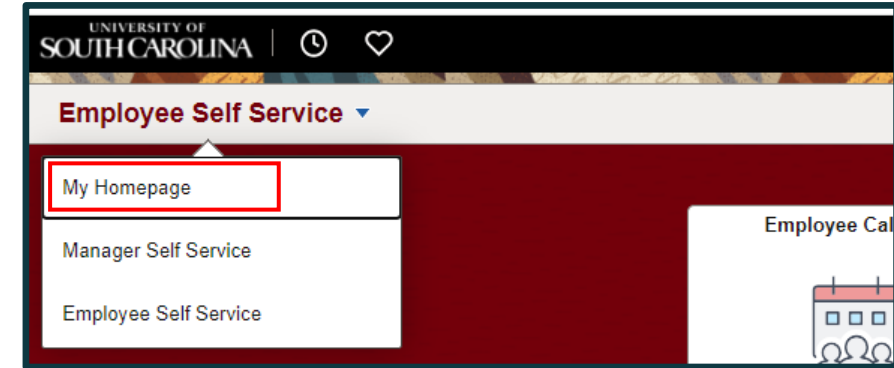 UNIVERSITY OF
SOUTH CAROLINA
Employee Self Service
My Homepage
Manager Self Service
Employee Self Service
Employee Cal